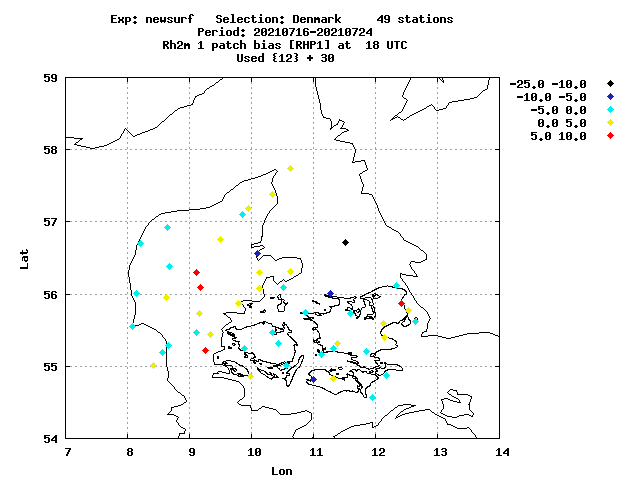 Exp: newsurf   Selection: Denmark     49 stations
Period: 20210716-20210724
Rh2m 1 patch bias [RHP1] at  18 UTC
Used {12} + 30
-25.0 -10.0
-10.0 -5.0
-5.0 0.0
0.0 5.0
5.0 10.0
59
58
57
Lat
56
55
54
7 8 9 10 11 12 13 14
Lon